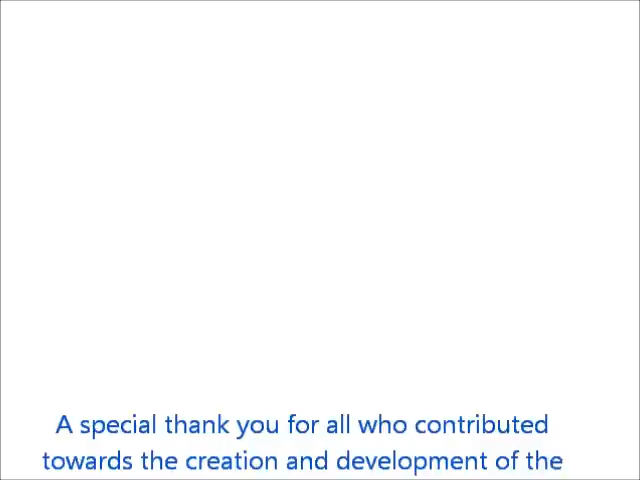 A special thank you for all who contributed
towards the creation and development of the